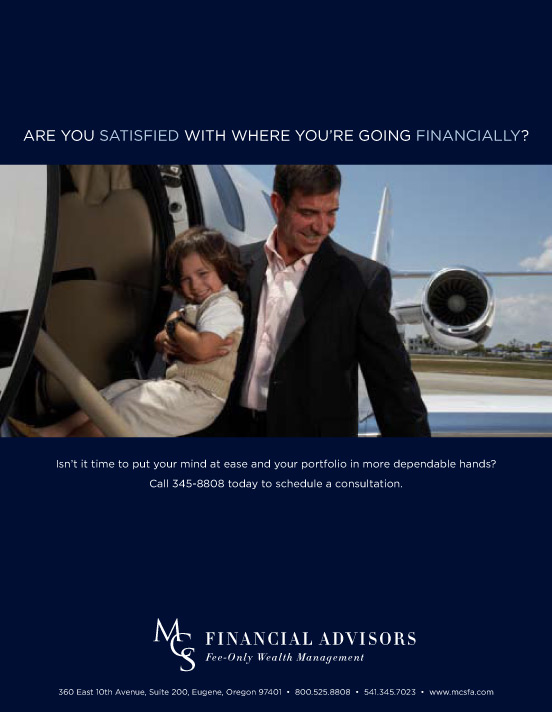 ARE YOU SATISFIED WITH WHERE YOU'RE GOING FINANCIALLY?
Isn't it time to put your mind at ease and your portfolio in more dependable hands?
Call 345-8808 today to schedule a consultation.
MCS FINANCIAL ADVISORS
Fee-Only Wealth Management
360 East 10th Avenue, Suite 200, Eugene, Oregon 97401 • 800.525.8808 • 541.345.7023 • www.mcsfa.com